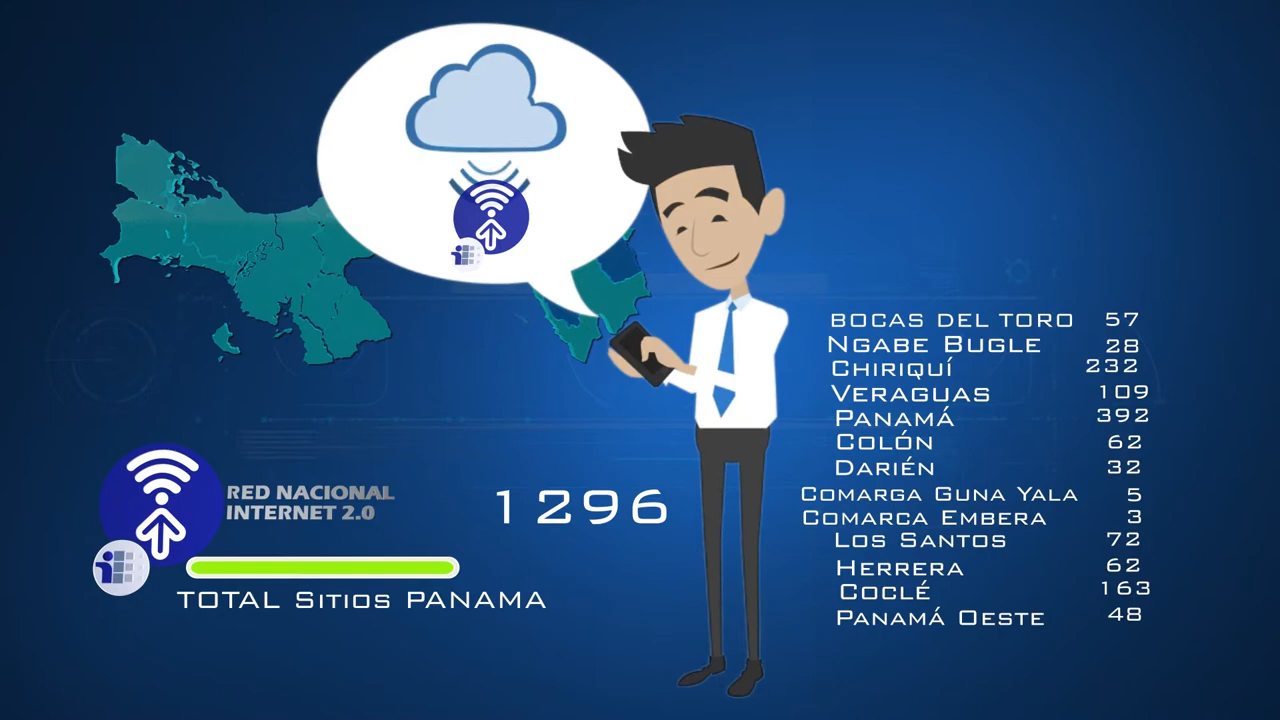 RED NACIONAL
INTERNET 2.0
1296
TOTAL Sitios PANAMA
BOCAS DEL TORO 57
NGABE BUGLE 28
CHIRIQUÍ 232
VERAGUAS 109
PANAMÁ 392
COLÓN 62
DARIÉN 32
COMARGA GUNA YALA 5
COMARCA EMBERA 3
LOS SANTOS 72
HERRERA 62
COCLÉ 163
PANAMÁ OESTE 48